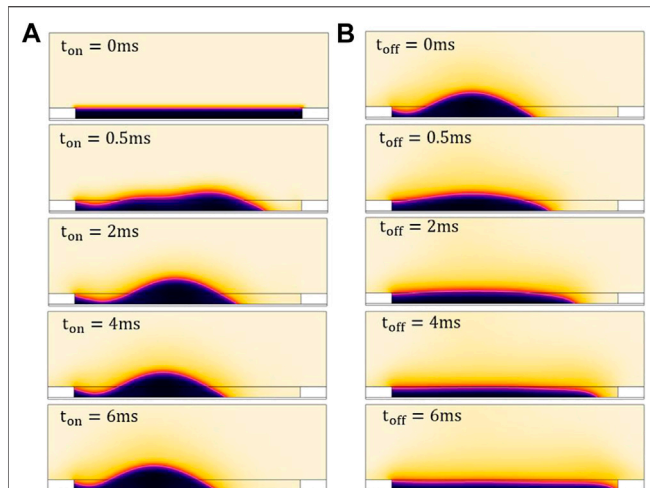 A
t_on = 0ms
t_on = 0.5ms
t_on = 2ms
t_on = 4ms
t_on = 6ms
B
t_off = 0ms
t_off = 0.5ms
t_off = 2ms
t_off = 4ms
t_off = 6ms